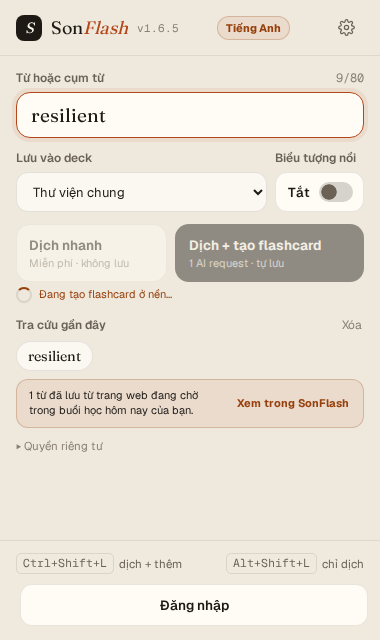 S SonFlash v1.6.5 Tiếng Anh
Từ hoặc cụm từ 9/80
resilient
Lưu vào deck Biểu tượng nổi
Thư viện chung Tắt
Dịch nhanh Dịch + tạo flashcard
Miễn phí · không lưu 1 AI request · tự lưu
Đang tạo flashcard ở nền…
Tra cứu gần đây Xóa
resilient
1 từ đã lưu từ trang web đang chờ
trong buổi học hôm nay của bạn. Xem trong SonFlash
▸ Quyền riêng tư
Ctrl+Shift+L dịch + thêm Alt+Shift+L chỉ dịch
Đăng nhập